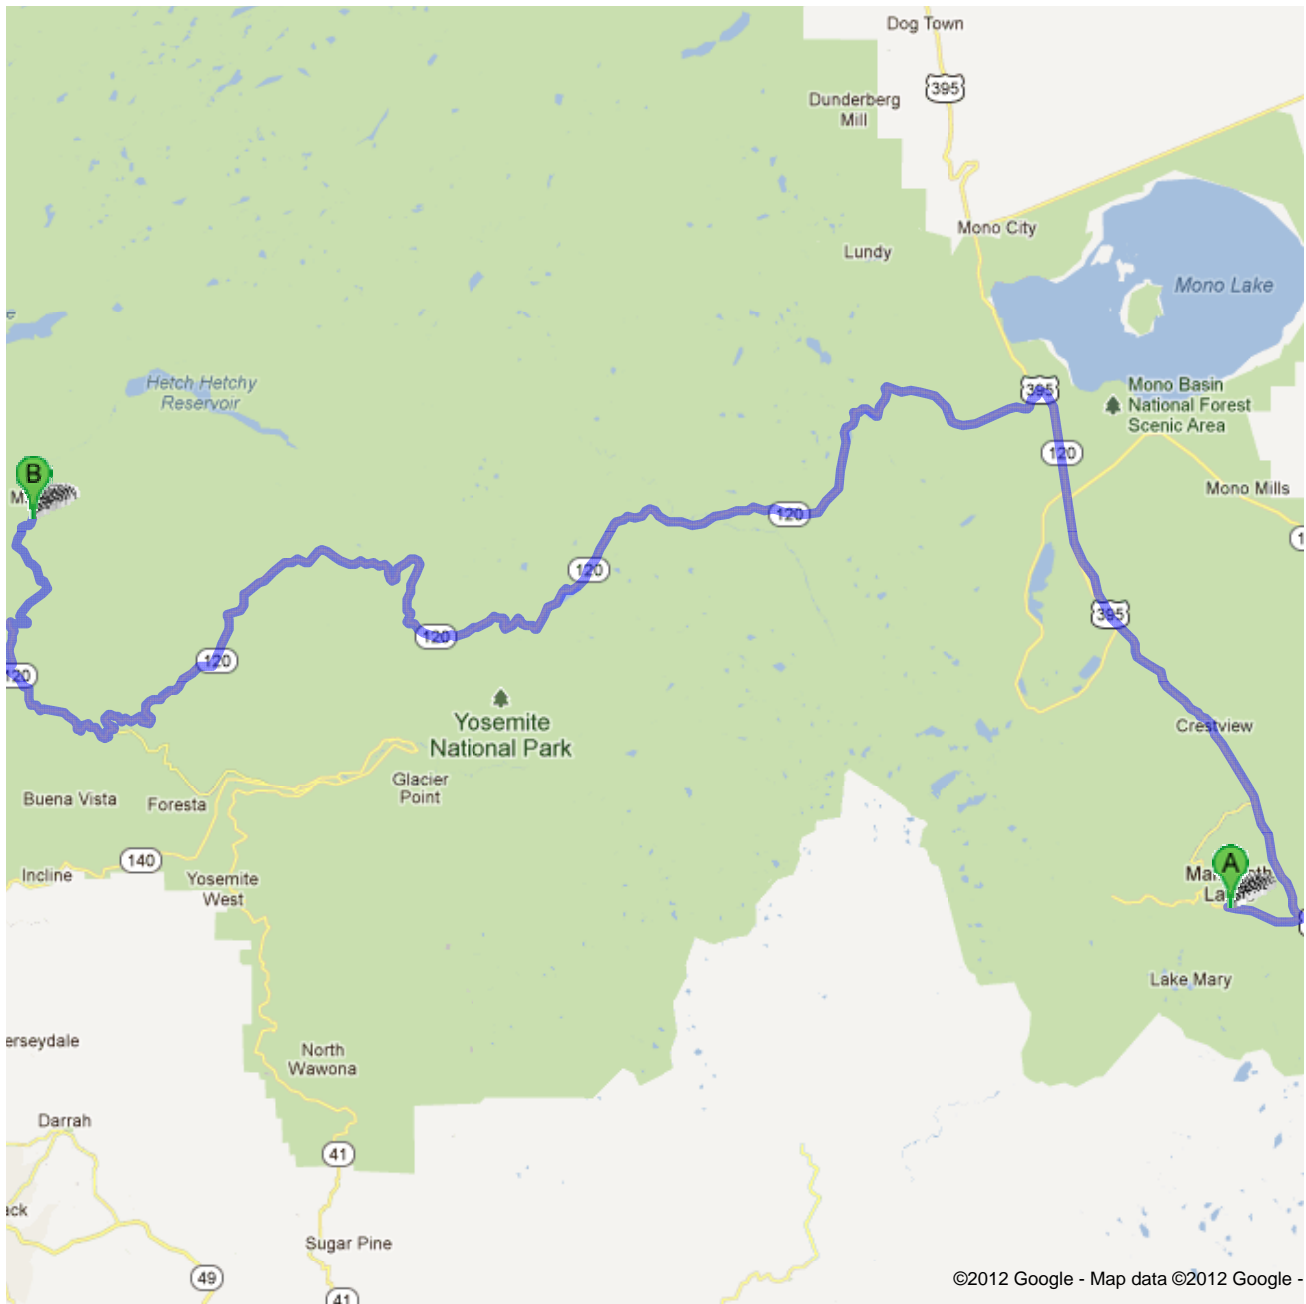 Dog Town
395
Dunderberg
Mill
Mono City
Lundy
Mono Lake
Hetch Hetchy
Reservoir
395
Mono Basin
National Forest
Scenic Area
120
B
Mono Mills
120
120
395
120
120
120
Yosemite
National Park
Crestview
Glacier
Point
Buena Vista
Foresta
140
A
Incline
Yosemite
West
Lake Mary
erseydale
North
Wawona
Darrah
41
ack
Sugar Pine
49
41
©2012 Google - Map data ©2012 Google -